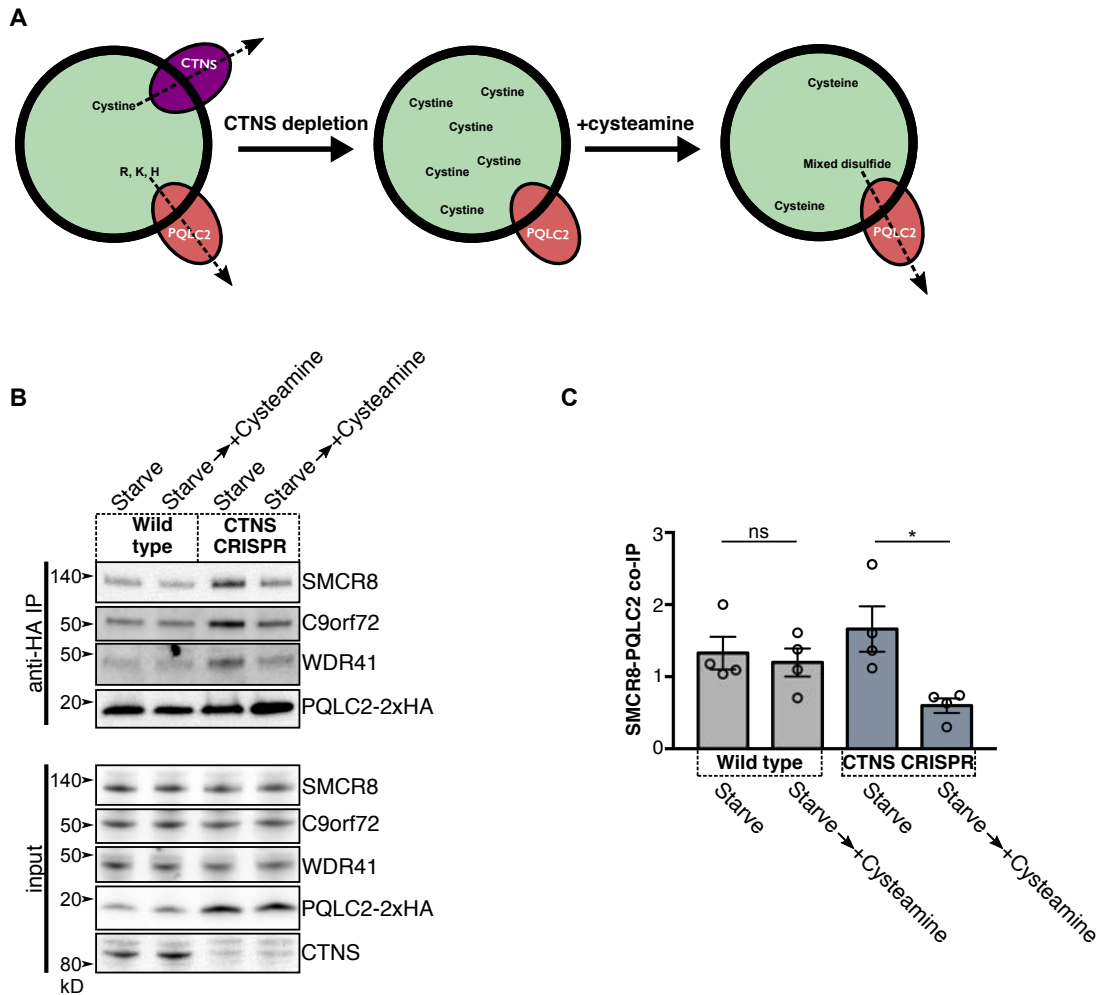 A
CTNS
Cystine
R, K, H
PQLC2
CTNS depletion
Cystine
Cystine
Cystine
Cystine
Cystine
Cystine
PQLC2
+cysteamine
Cysteine
Mixed disulfide
Cysteine
PQLC2
B
Starve
Starve → +Cysteamine
Starve
Starve → +Cysteamine
Wild
type
CTNS
CRISPR
anti-HA IP
140
SMCR8
50
C9orf72
50
WDR41
20
PQLC2-2xHA
input
140
SMCR8
50
C9orf72
50
WDR41
20
PQLC2-2xHA
80
CTNS
kD
C
SMCR8-PQLC2 co-IP
3
2
1
0
ns
*
Wild type
CTNS CRISPR
Starve
Starve → +Cysteamine
Starve
Starve → +Cysteamine